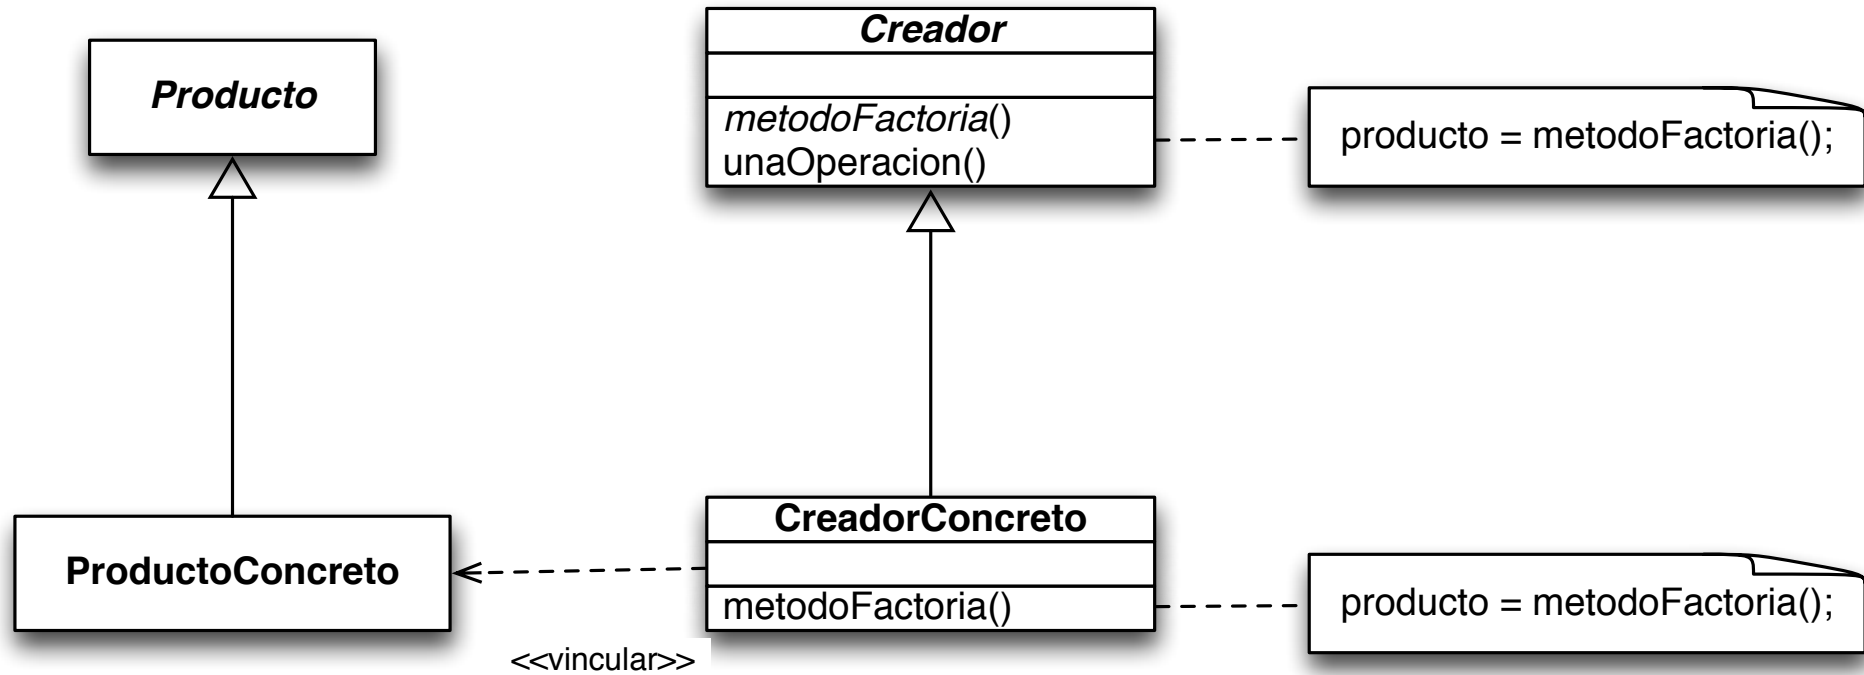 Producto
Creador
metodoFactoria()
unaOperacion()
producto = metodoFactoria();
ProductoConcreto
CreadorConcreto
metodoFactoria()
producto = metodoFactoria();
<<vincular>>